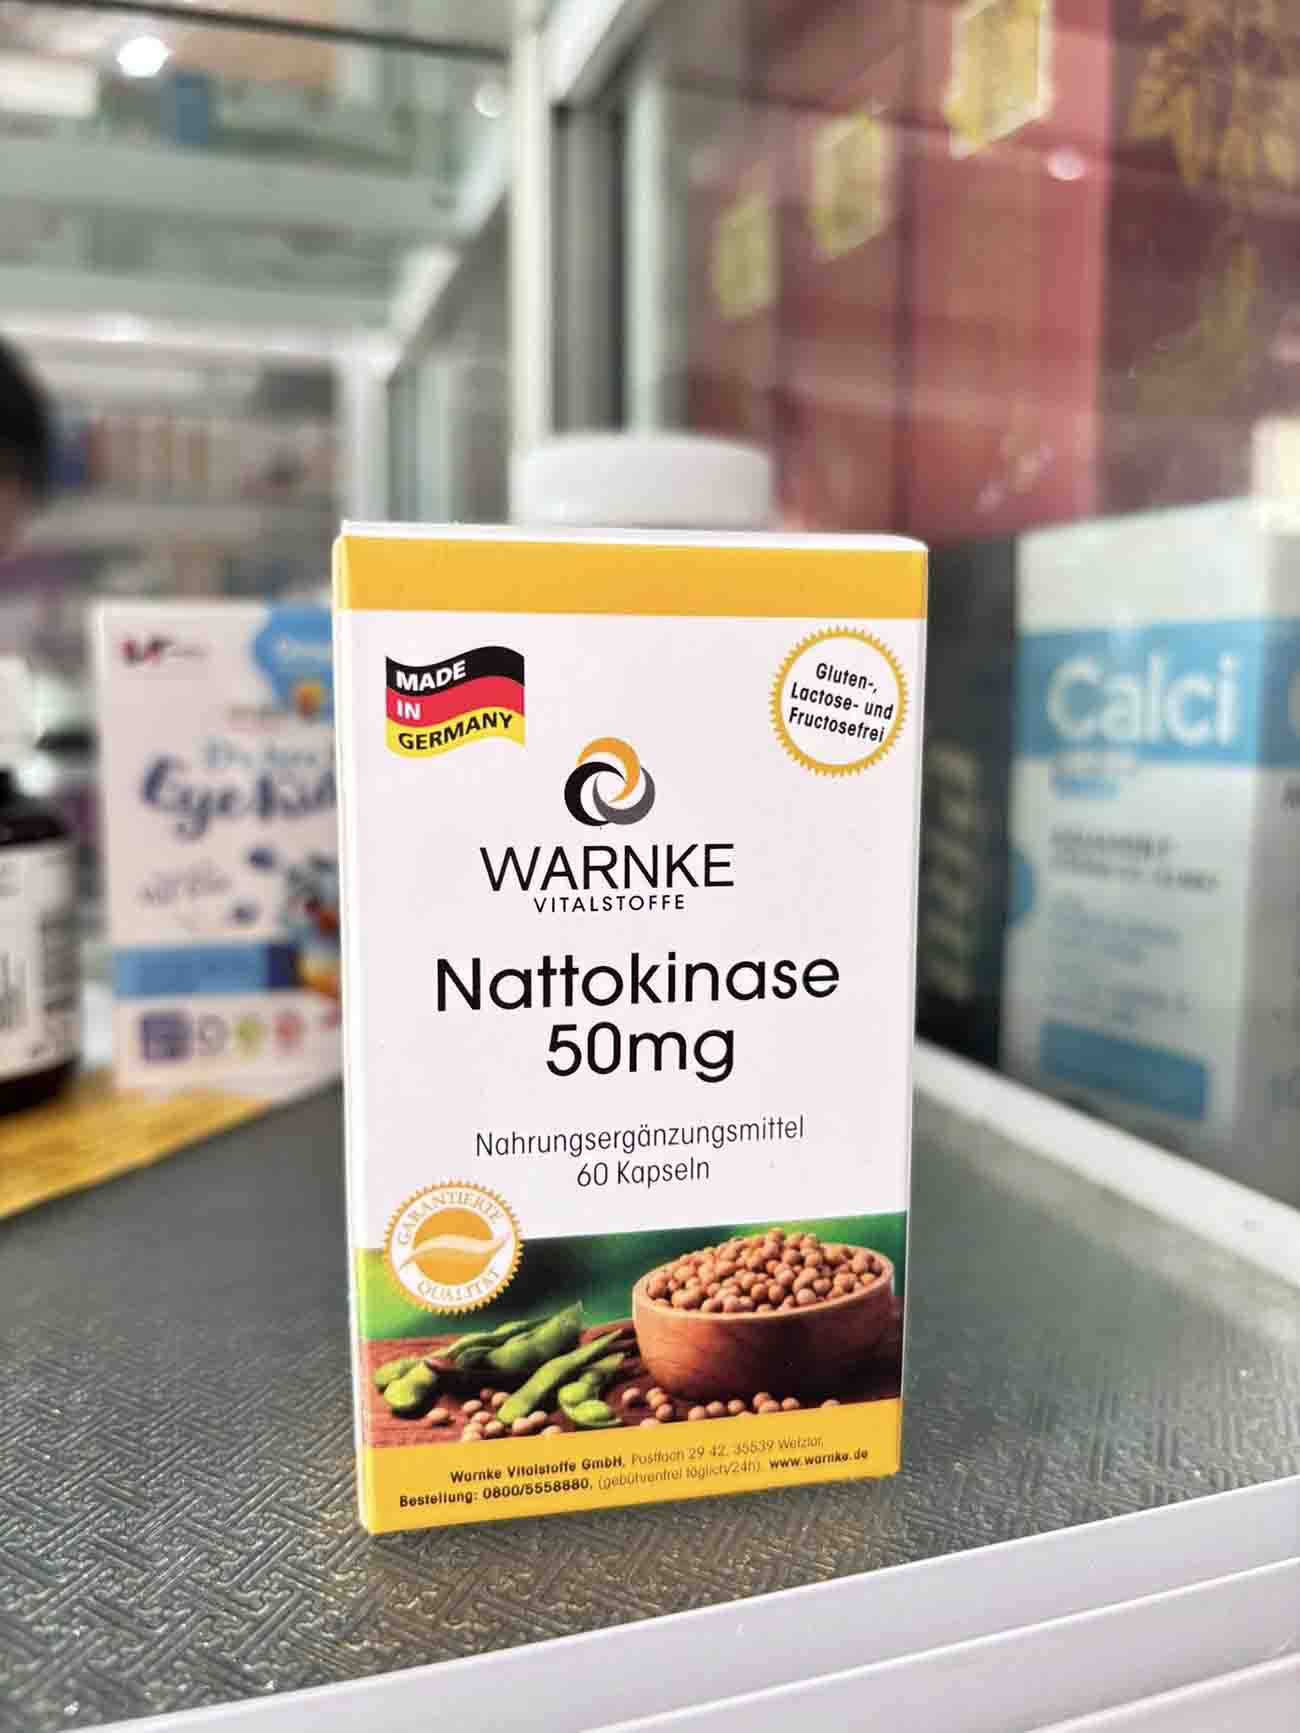 MADE
IN
GERMANY
Gluten-,
Lactose- und
Fructosefrei
WARNKE
VITALSTOFFE
Nattokinase
50mg
Nahrungsergänzungsmittel
60 Kapseln
GARANTIERTE
QUALITÄT
Warnke Vitalstoffe GmbH, Postfach 29 42, 35539 Wetzlar,
Bestellung: 0800/5558880, (gebührenfrei täglich/24h), www.warnke.de
Calci